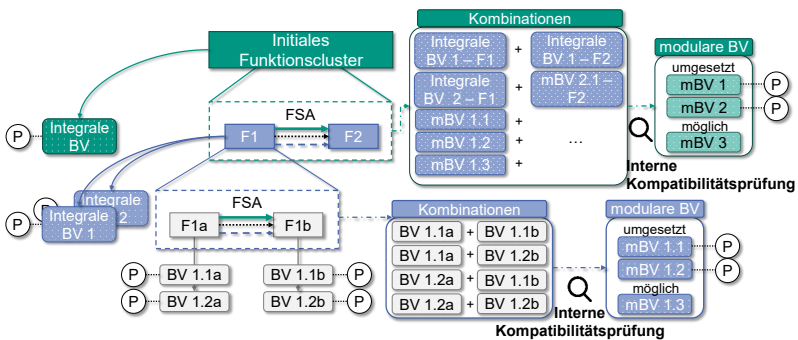 Kombinationen
Initiales
Funktionscluster
Integrale
BV 1 – F1
+
Integrale
BV 1 – F2
Integrale
BV 2 – F1
+
mBV 2.1 –
F2
mBV 1.1
+
mBV 1.2
+
...
mBV 1.3
+
modulare BV
umgesetzt
mBV 1
P
mBV 2
P
möglich
mBV 3
Interne
Kompatibilitätsprüfung
FSA
F1
F2
P
Integrale
BV
P
Integrale
2
P
Integrale
BV 1
FSA
F1a
F1b
P
BV 1.1a
BV 1.1b
P
P
BV 1.2a
BV 1.2b
P
Kombinationen
BV 1.1a
+
BV 1.1b
BV 1.1a
+
BV 1.2b
BV 1.2a
+
BV 1.1b
BV 1.2a
+
BV 1.2b
Interne
Kompatibilitätsprüfung
modulare BV
umgesetzt
mBV 1.1
P
mBV 1.2
P
möglich
mBV 1.3